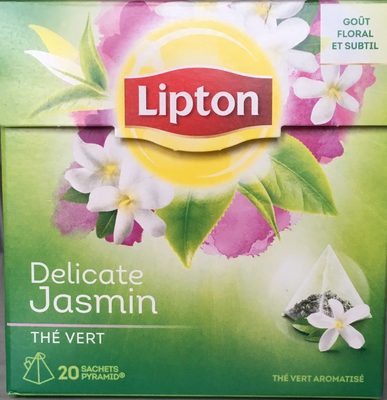 GOÛT
FLORAL
ET SUBTIL
Lipton
Delicate
Jasmin
THÉ VERT
20 SACHETS
PYRAMID®
THÉ VERT AROMATISÉ